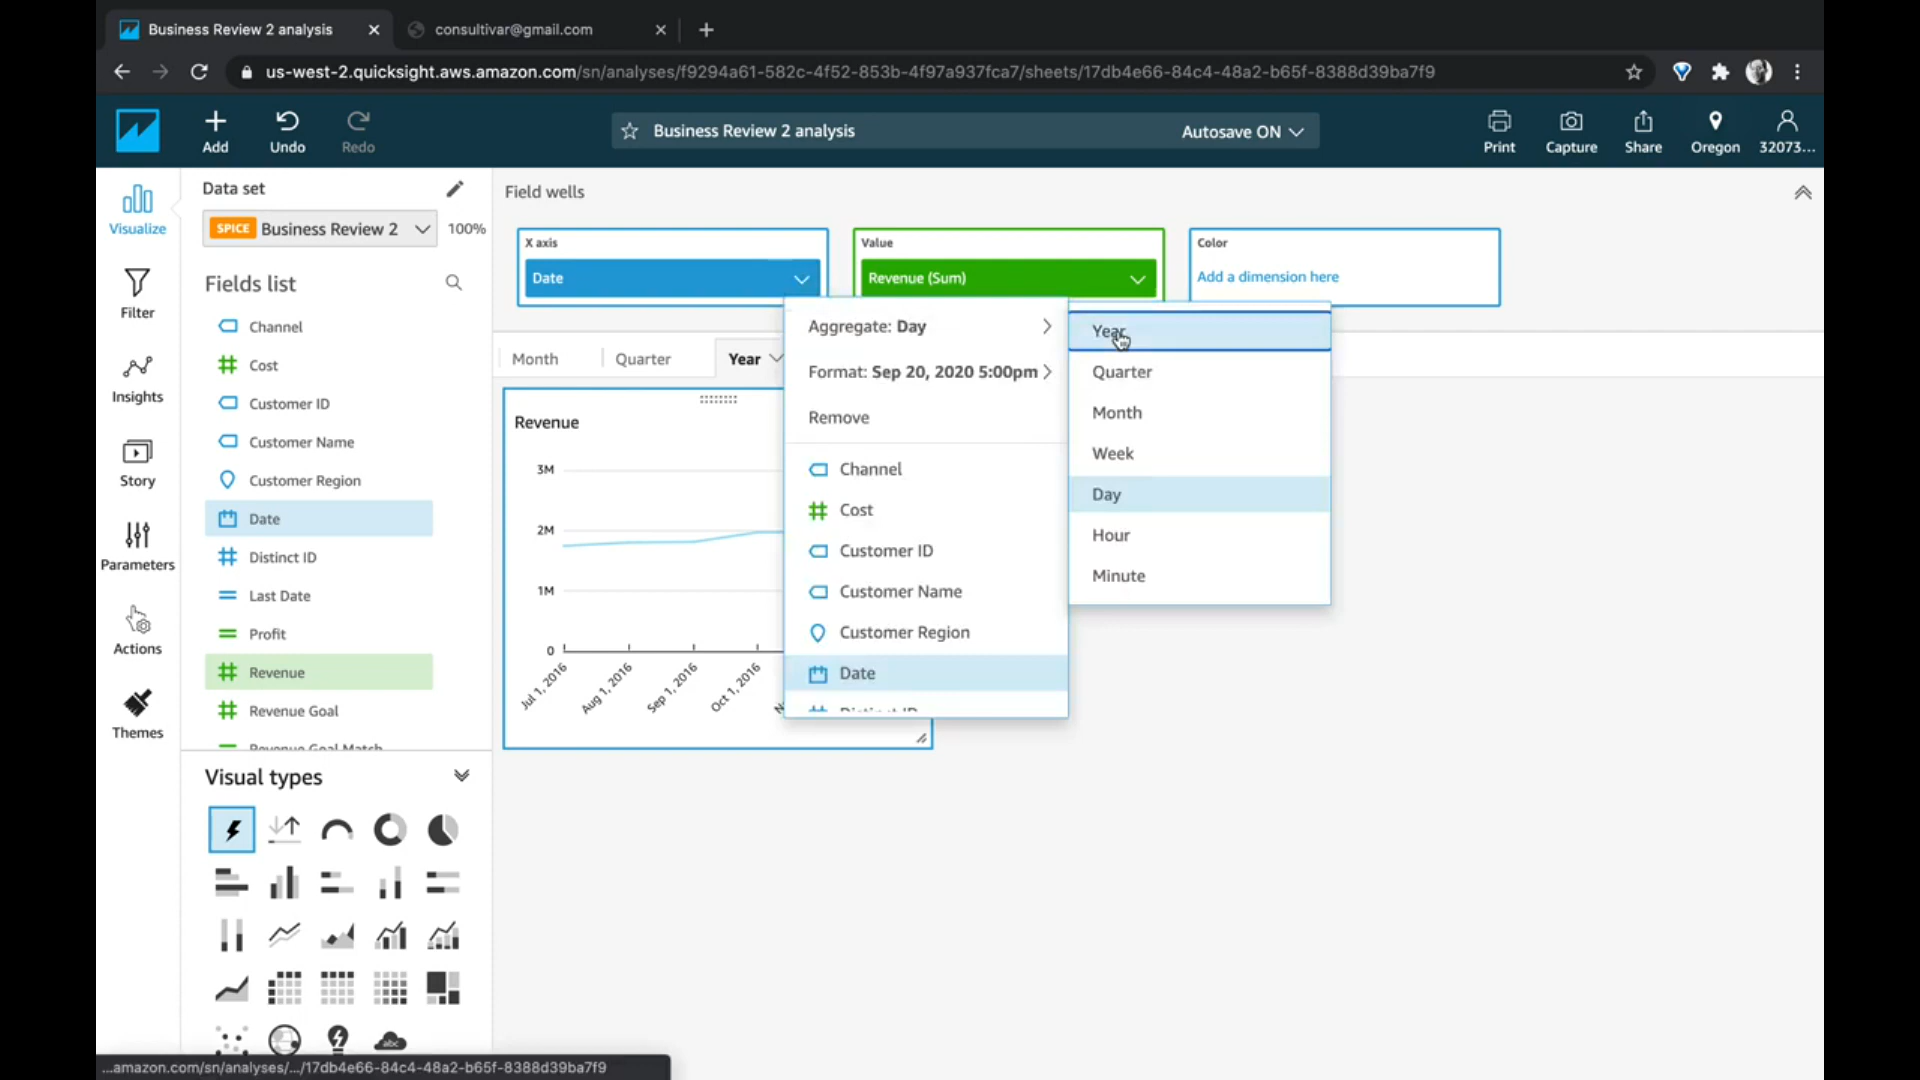 Business Review 2 analysis
consultivar@gmail.com
us-west-2.quicksight.aws.amazon.com/sn/analyses/f9294a61-582c-4f52-853b-4f97a937fca7/sheets/17db4e66-84c4-48a2-b65f-8388d39ba7f9
Add
Undo
Redo
Business Review 2 analysis
Autosave ON
Print
Capture
Share
Oregon
32073...
Visualize
Filter
Insights
Story
Parameters
Actions
Themes
Data set
SPICE Business Review 2
100%
Fields list
Channel
Cost
Customer ID
Customer Name
Customer Region
Date
Distinct ID
Last Date
Profit
Revenue
Revenue Goal
Revenue Goal Match
Visual types
abc
Field wells
X axis
Date
Value
Revenue (Sum)
Color
Add a dimension here
Month
Quarter
Year
Revenue
3M
2M
1M
0
Jul 1, 2016
Aug 1, 2016
Sep 1, 2016
Oct 1, 2016
Aggregate: Day
Format: Sep 20, 2020 5:00pm
Remove
Channel
Cost
Customer ID
Customer Name
Customer Region
Date
Distinct ID
Year
Quarter
Month
Week
Day
Hour
Minute
...amazon.com/sn/analyses/.../17db4e66-84c4-48a2-b65f-8388d39ba7f9